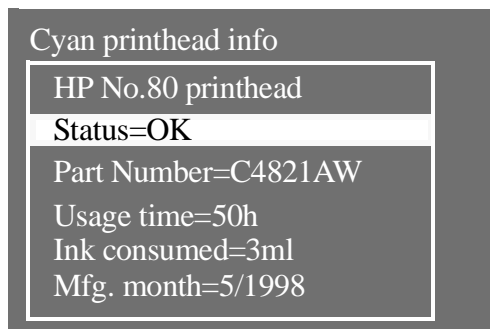 Cyan printhead info
HP No.80 printhead
Status=OK
Part Number=C4821AW
Usage time=50h
Ink consumed=3ml
Mfg. month=5/1998